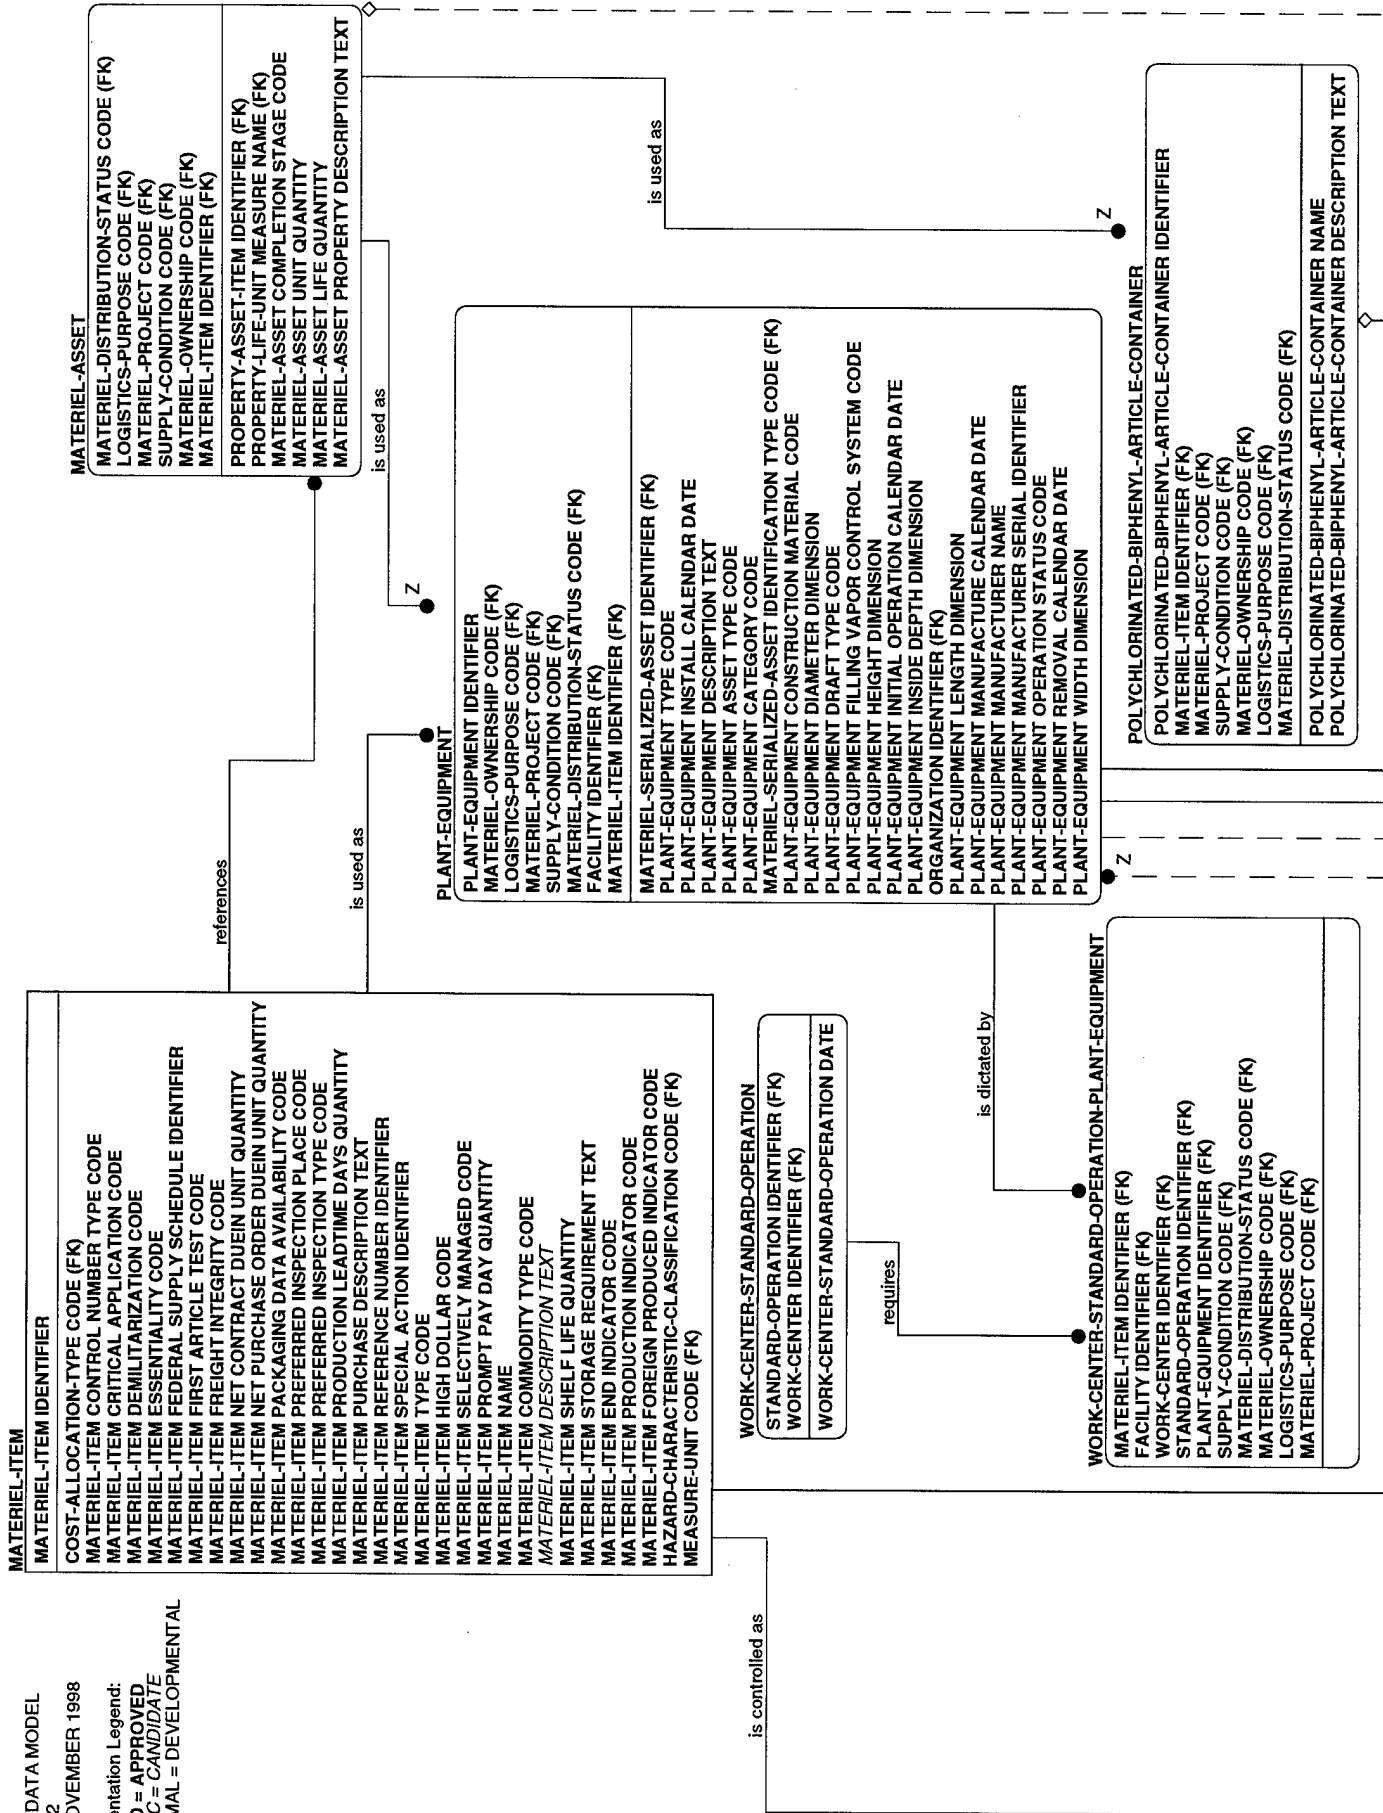 DATA MODEL
2
OVEMBER 1998
entation Legend:
D = APPROVED
C = CANDIDATE
MAL = DEVELOPMENTAL
MATERIEL-ITEM
MATERIEL-ITEM IDENTIFIER
COST-ALLOCATION-TYPE CODE (FK)
MATERIEL-ITEM CONTROL NUMBER TYPE CODE
MATERIEL-ITEM CRITICAL APPLICATION CODE
MATERIEL-ITEM DEMILITARIZATION CODE
MATERIEL-ITEM ESSENTIALITY CODE
MATERIEL-ITEM FEDERAL SUPPLY SCHEDULE IDENTIFIER
MATERIEL-ITEM FIRST ARTICLE TEST CODE
MATERIEL-ITEM FREIGHT INTEGRITY CODE
MATERIEL-ITEM NET CONTRACT DUEIN UNIT QUANTITY
MATERIEL-ITEM NET PURCHASE ORDER DUEIN UNIT QUANTITY
MATERIEL-ITEM PACKAGING DATA AVAILABILITY CODE
MATERIEL-ITEM PREFERRED INSPECTION PLACE CODE
MATERIEL-ITEM PREFERRED INSPECTION TYPE CODE
MATERIEL-ITEM PRODUCTION LEADTIME DAYS QUANTITY
MATERIEL-ITEM PURCHASE DESCRIPTION TEXT
MATERIEL-ITEM REFERENCE NUMBER IDENTIFIER
MATERIEL-ITEM SPECIAL ACTION IDENTIFIER
MATERIEL-ITEM TYPE CODE
MATERIEL-ITEM HIGH DOLLAR CODE
MATERIEL-ITEM SELECTIVELY MANAGED CODE
MATERIEL-ITEM PROMPT PAY DAY QUANTITY
MATERIEL-ITEM NAME
MATERIEL-ITEM COMMODITY TYPE CODE
MATERIEL-ITEM DESCRIPTION TEXT
MATERIEL-ITEM SHELF LIFE QUANTITY
MATERIEL-ITEM STORAGE REQUIREMENT TEXT
MATERIEL-ITEM END INDICATOR CODE
MATERIEL-ITEM PRODUCTION INDICATOR CODE
MATERIEL-ITEM FOREIGN PRODUCED INDICATOR CODE
HAZARD-CHARACTERISTIC-CLASSIFICATION CODE (FK)
MEASURE-UNIT CODE (FK)
is controlled as
references
is used as
MATERIEL-ASSET
MATERIEL-DISTRIBUTION-STATUS CODE (FK)
LOGISTICS-PURPOSE CODE (FK)
MATERIEL-PROJECT CODE (FK)
SUPPLY-CONDITION CODE (FK)
MATERIEL-OWNERSHIP CODE (FK)
MATERIEL-ITEM IDENTIFIER (FK)
PROPERTY-ASSET-ITEM IDENTIFIER (FK)
PROPERTY-LIFE-UNIT MEASURE NAME (FK)
MATERIEL-ASSET COMPLETION STAGE CODE
MATERIEL-ASSET UNIT QUANTITY
MATERIEL-ASSET LIFE QUANTITY
MATERIEL-ASSET PROPERTY DESCRIPTION TEXT
is used as
Z
is used as
Z
PLANT-EQUIPMENT
PLANT-EQUIPMENT IDENTIFIER
MATERIEL-OWNERSHIP CODE (FK)
LOGISTICS-PURPOSE CODE (FK)
MATERIEL-PROJECT CODE (FK)
SUPPLY-CONDITION CODE (FK)
MATERIEL-DISTRIBUTION-STATUS CODE (FK)
FACILITY IDENTIFIER (FK)
MATERIEL-ITEM IDENTIFIER (FK)
MATERIEL-SERIALIZED-ASSET IDENTIFIER (FK)
PLANT-EQUIPMENT TYPE CODE
PLANT-EQUIPMENT INSTALL CALENDAR DATE
PLANT-EQUIPMENT DESCRIPTION TEXT
PLANT-EQUIPMENT ASSET TYPE CODE
PLANT-EQUIPMENT CATEGORY CODE
MATERIEL-SERIALIZED-ASSET IDENTIFICATION TYPE CODE (FK)
PLANT-EQUIPMENT CONSTRUCTION MATERIAL CODE
PLANT-EQUIPMENT DIAMETER DIMENSION
PLANT-EQUIPMENT DRAFT TYPE CODE
PLANT-EQUIPMENT FILLING VAPOR CONTROL SYSTEM CODE
PLANT-EQUIPMENT HEIGHT DIMENSION
PLANT-EQUIPMENT INITIAL OPERATION CALENDAR DATE
PLANT-EQUIPMENT INSIDE DEPTH DIMENSION
ORGANIZATION IDENTIFIER (FK)
PLANT-EQUIPMENT LENGTH DIMENSION
PLANT-EQUIPMENT MANUFACTURE CALENDAR DATE
PLANT-EQUIPMENT MANUFACTURER NAME
PLANT-EQUIPMENT MANUFACTURER SERIAL IDENTIFIER
PLANT-EQUIPMENT OPERATION STATUS CODE
PLANT-EQUIPMENT REMOVAL CALENDAR DATE
PLANT-EQUIPMENT WIDTH DIMENSION
Z
WORK-CENTER-STANDARD-OPERATION
STANDARD-OPERATION IDENTIFIER (FK)
WORK-CENTER IDENTIFIER (FK)
WORK-CENTER-STANDARD-OPERATION DATE
requires
is dictated by
WORK-CENTER-STANDARD-OPERATION-PLANT-EQUIPMENT
MATERIEL-ITEM IDENTIFIER (FK)
FACILITY IDENTIFIER (FK)
WORK-CENTER IDENTIFIER (FK)
STANDARD-OPERATION IDENTIFIER (FK)
PLANT-EQUIPMENT IDENTIFIER (FK)
SUPPLY-CONDITION CODE (FK)
MATERIEL-DISTRIBUTION-STATUS CODE (FK)
MATERIEL-OWNERSHIP CODE (FK)
LOGISTICS-PURPOSE CODE (FK)
MATERIEL-PROJECT CODE (FK)
POLYCHLORINATED-BIPHENYL-ARTICLE-CONTAINER
POLYCHLORINATED-BIPHENYL-ARTICLE-CONTAINER IDENTIFIER
MATERIEL-ITEM IDENTIFIER (FK)
MATERIEL-PROJECT CODE (FK)
SUPPLY-CONDITION CODE (FK)
MATERIEL-OWNERSHIP CODE (FK)
LOGISTICS-PURPOSE CODE (FK)
MATERIEL-DISTRIBUTION-STATUS CODE (FK)
POLYCHLORINATED-BIPHENYL-ARTICLE-CONTAINER NAME
POLYCHLORINATED-BIPHENYL-ARTICLE-CONTAINER DESCRIPTION TEXT